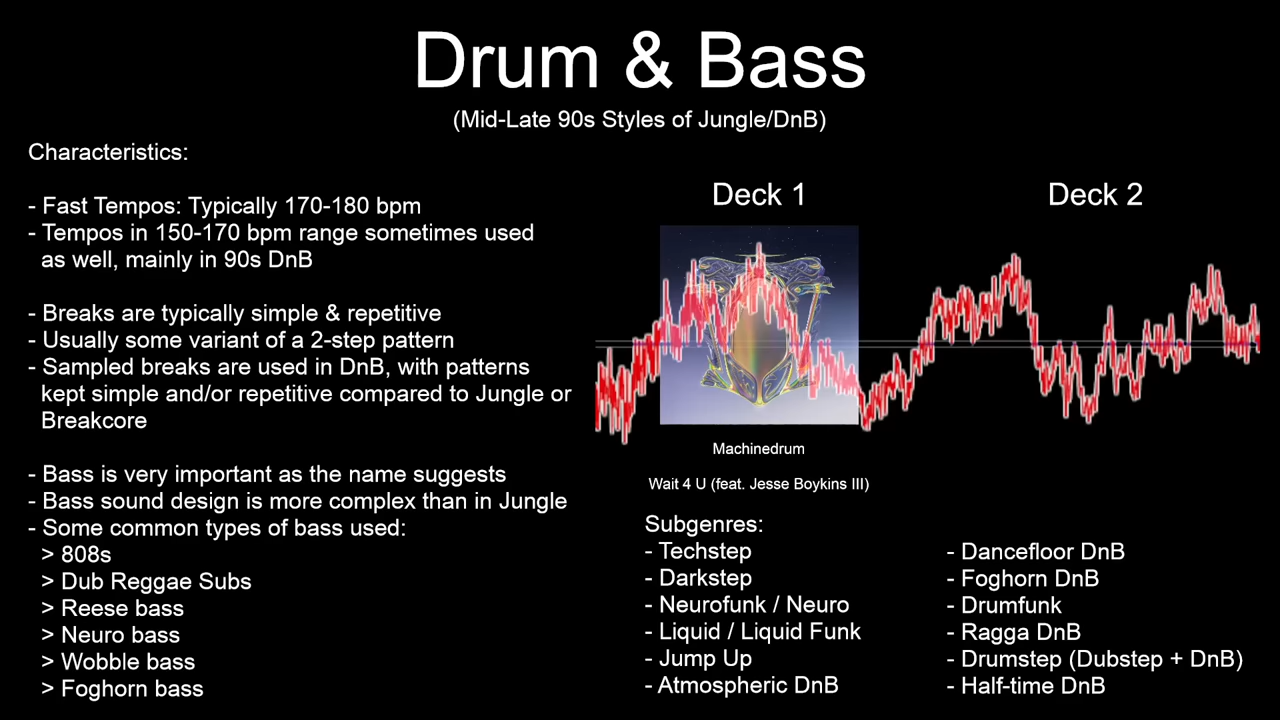 Drum & Bass
(Mid-Late 90s Styles of Jungle/DnB)
Characteristics:
- Fast Tempos: Typically 170-180 bpm
- Tempos in 150-170 bpm range sometimes used
as well, mainly in 90s DnB
- Breaks are typically simple & repetitive
- Usually some variant of a 2-step pattern
- Sampled breaks are used in DnB, with patterns
kept simple and/or repetitive compared to Jungle or
Breakcore
- Bass is very important as the name suggests
- Bass sound design is more complex than in Jungle
- Some common types of bass used:
> 808s
> Dub Reggae Subs
> Reese bass
> Neuro bass
> Wobble bass
> Foghorn bass
Deck 1
Deck 2
Machinedrum
Wait 4 U (feat. Jesse Boykins III)
Subgenres:
- Techstep
- Darkstep
- Neurofunk / Neuro
- Liquid / Liquid Funk
- Jump Up
- Atmospheric DnB
- Dancefloor DnB
- Foghorn DnB
- Drumfunk
- Ragga DnB
- Drumstep (Dubstep + DnB)
- Half-time DnB